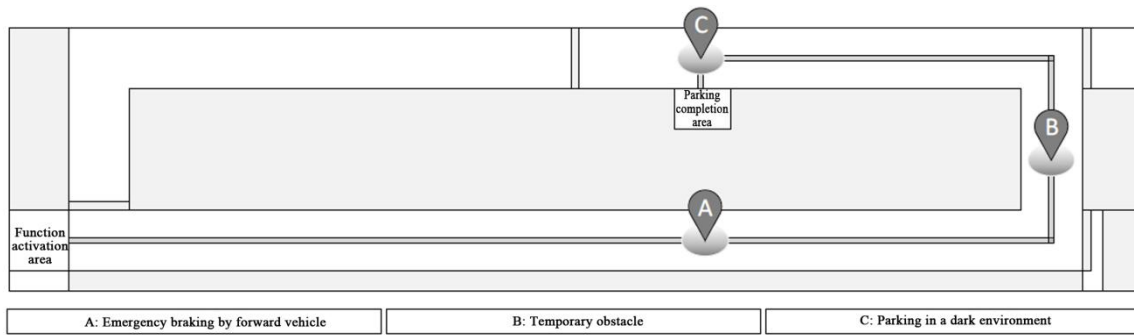 C
Parking
completion
area
B
A
Function
activation
area
A: Emergency braking by forward vehicle
B: Temporary obstacle
C: Parking in a dark environment